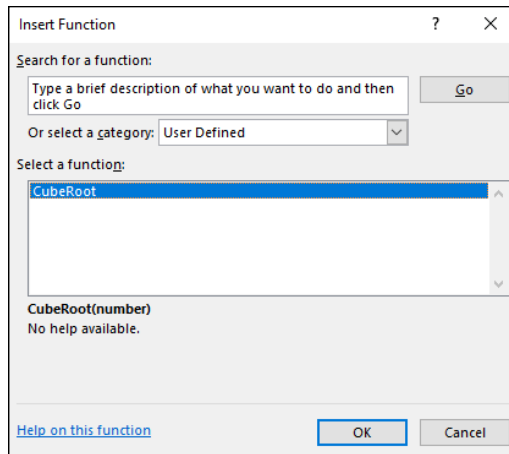 Insert Function
?
Search for a function:
Type a brief description of what you want to do and then
click Go
Go
Or select a category: User Defined
Select a function:
CubeRoot
CubeRoot(number)
No help available.
Help on this function
OK
Cancel